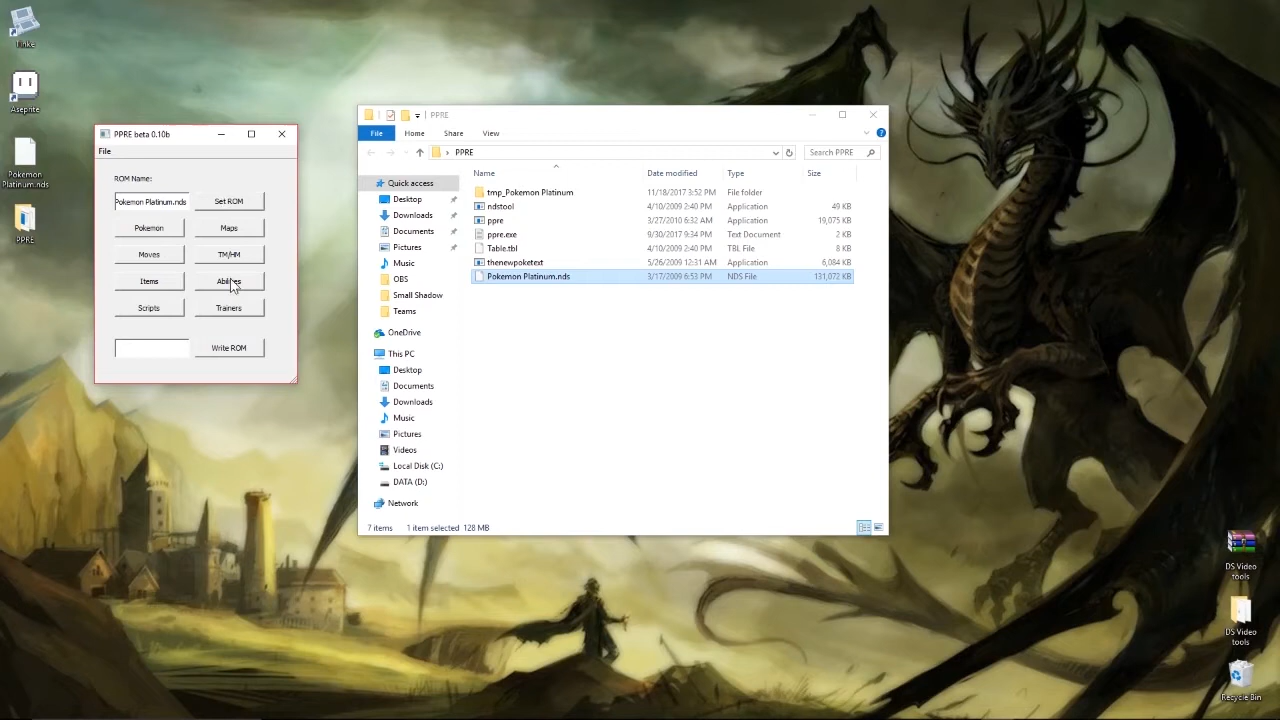 Tinke
Aseprite
Pokemon
Platinum.nds
PPRE
PPRE beta 0.10b
File
ROM Name:
Pokemon Platinum.nds
Set ROM
Pokemon
Maps
Moves
TM/HM
Items
Abilities
Scripts
Trainers
Write ROM
PPRE
File
Home
Share
View
PPRE
Search PPRE
Quick access
Desktop
Downloads
Documents
Pictures
Music
OBS
Small Shadow
Teams
OneDrive
This PC
Desktop
Documents
Downloads
Music
Pictures
Videos
Local Disk (C:)
DATA (D:)
Network
Name Date modified Type Size
tmp_Pokemon Platinum 11/18/2017 3:52 PM File folder
ndstool 4/10/2009 2:40 PM Application 49 KB
ppre 3/27/2010 6:32 AM Application 19,075 KB
ppre.exe 9/30/2017 9:34 PM Text Document 2 KB
Table.tbl 4/10/2009 2:40 PM TBL File 8 KB
thenewpoketext 5/26/2009 12:31 AM Application 6,084 KB
Pokemon Platinum.nds 3/17/2009 6:53 PM NDS File 131,072 KB
7 items 1 item selected 128 MB
DS Video
tools
DS Video
tools
Recycle Bin